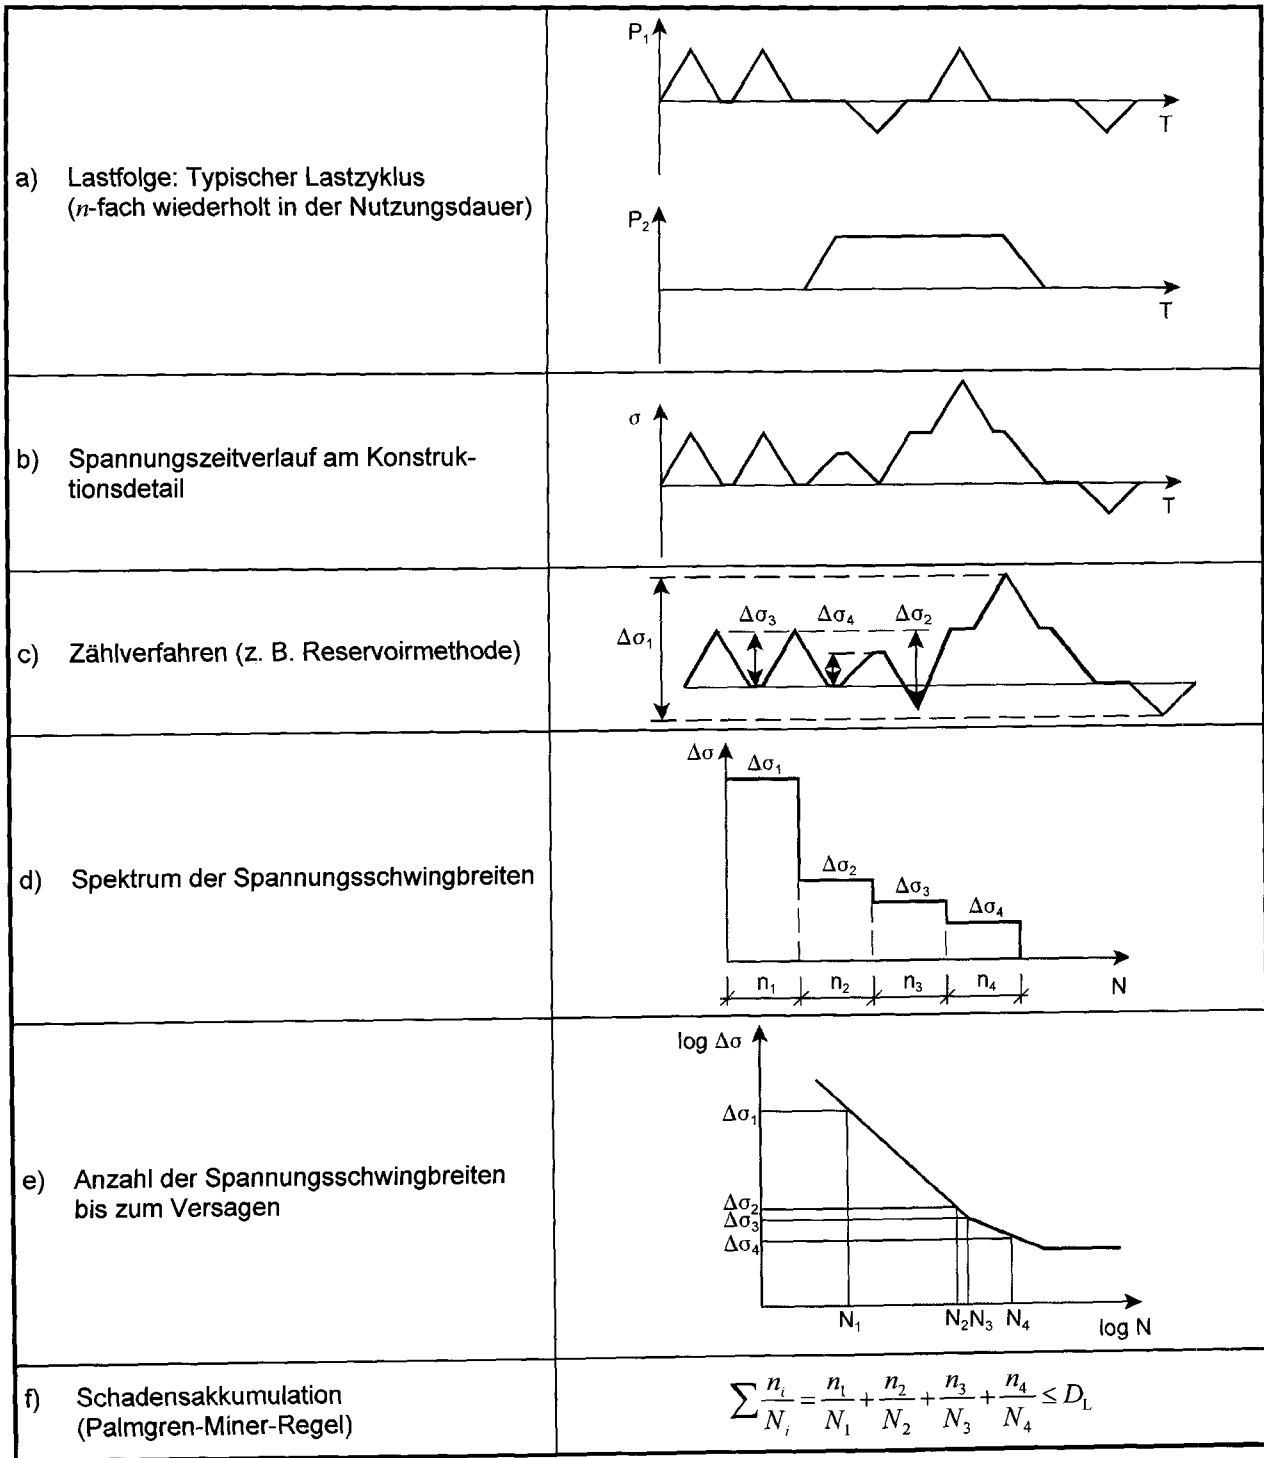 a) Lastfolge: Typischer Lastzyklus
(n-fach wiederholt in der Nutzungsdauer)
P₁
T
P₂
T
b) Spannungszeitverlauf am Konstruk-
tionsdetail
σ
T
c) Zählverfahren (z. B. Reservoirmethode)
Δσ₁
Δσ₃
Δσ₄
Δσ₂
d) Spektrum der Spannungsschwingbreiten
Δσ
Δσ₁
Δσ₂
Δσ₃
Δσ₄
n₁ n₂ n₃ n₄
N
e) Anzahl der Spannungsschwingbreiten
bis zum Versagen
log Δσ
Δσ₁
Δσ₂
Δσ₃
Δσ₄
N₁ N₂N₃ N₄
log N
f) Schadensakkumulation
(Palmgren-Miner-Regel)
∑ nᵢ/Nᵢ = n₁/N₁ + n₂/N₂ + n₃/N₃ + n₄/N₄ ≤ D_L